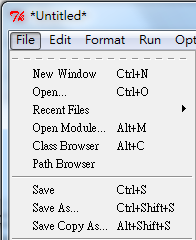 *Untitled*
File Edit Format Run Opt
New Window Ctrl+N
Open... Ctrl+O
Recent Files
Open Module... Alt+M
Class Browser Alt+C
Path Browser
Save Ctrl+S
Save As... Ctrl+Shift+S
Save Copy As... Alt+Shift+S